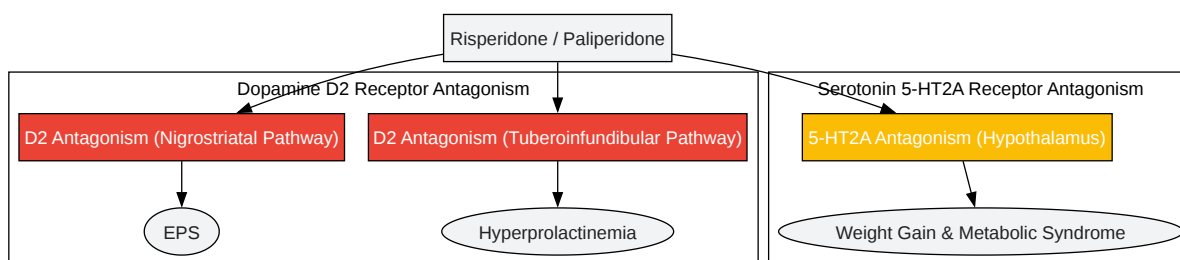 Risperidone / Paliperidone
Dopamine D2 Receptor Antagonism
Serotonin 5-HT2A Receptor Antagonism
D2 Antagonism (Nigrostriatal Pathway)
D2 Antagonism (Tuberoinfundibular Pathway)
5-HT2A Antagonism (Hypothalamus)
EPS
Hyperprolactinemia
Weight Gain & Metabolic Syndrome